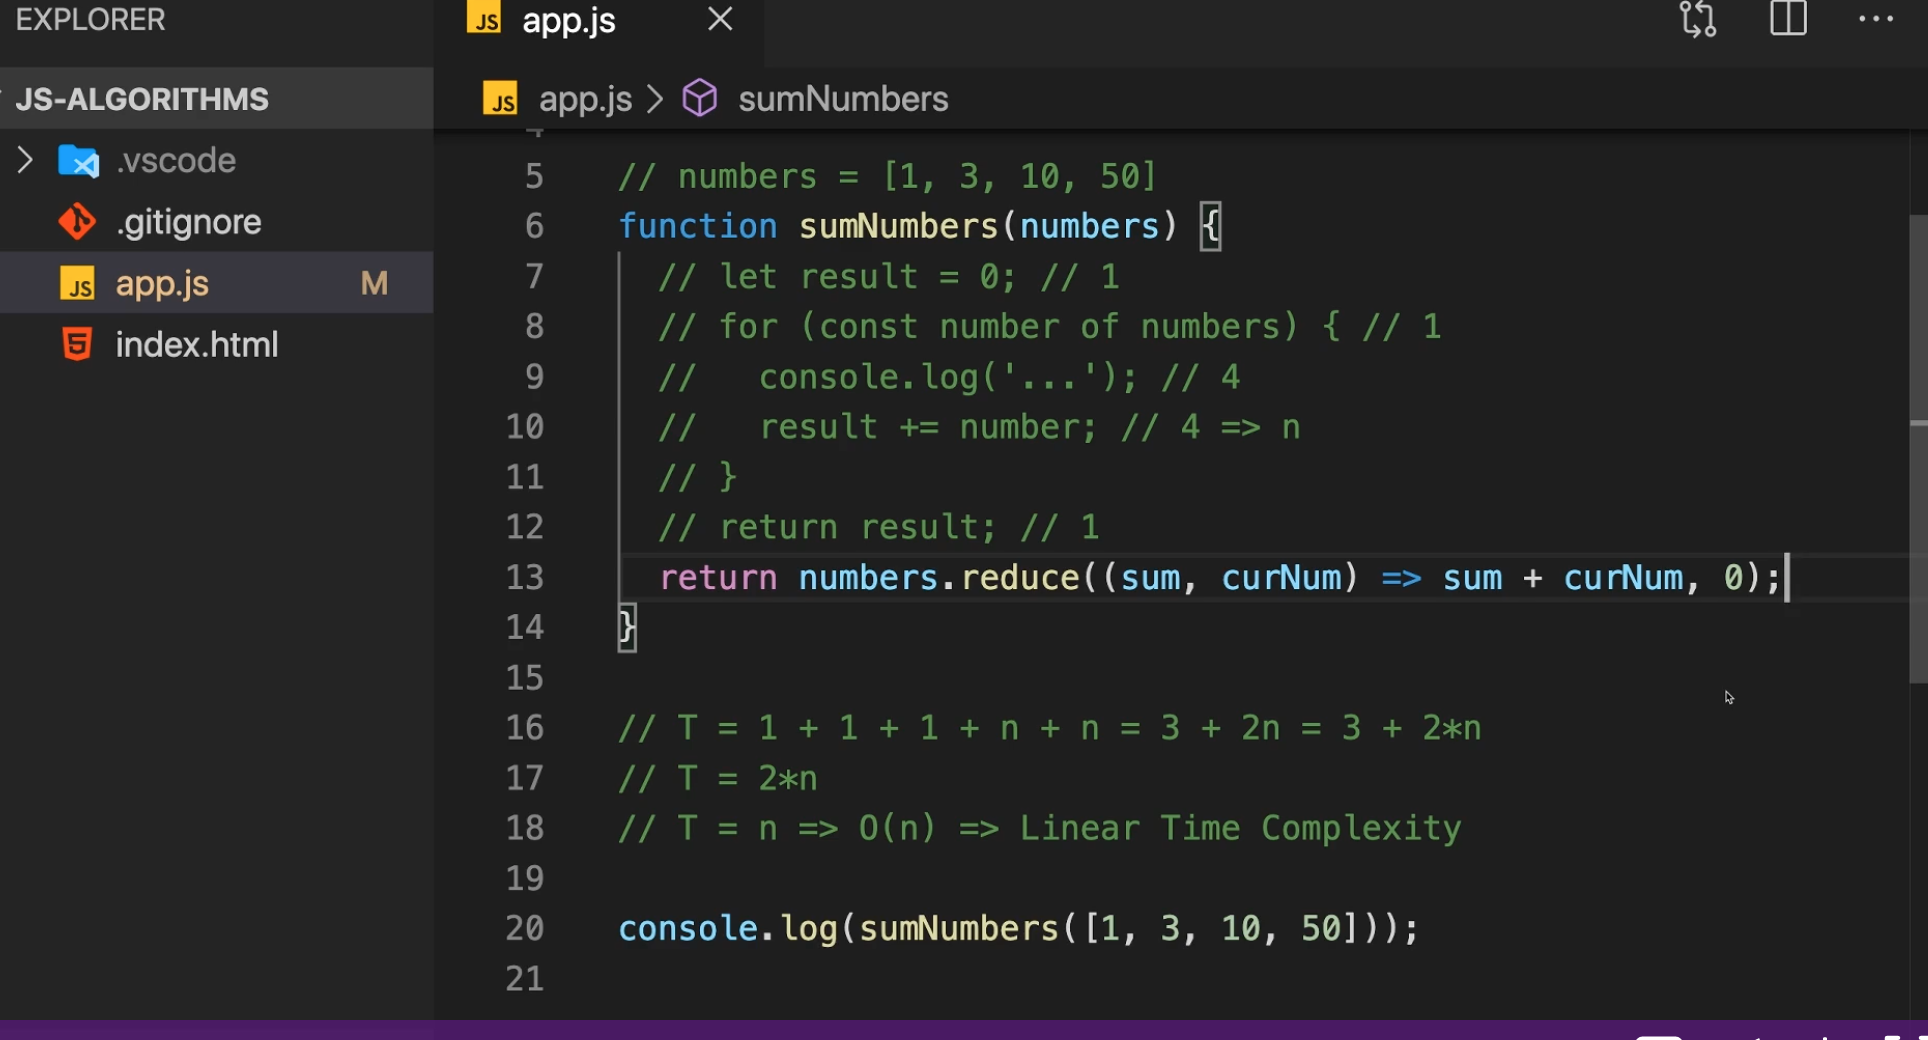 EXPLORER
JS app.js
JS-ALGORITHMS
.vscode
.gitignore
JS app.js M
5 index.html
JS app.js > sumNumbers
5 // numbers = [1, 3, 10, 50]
6 function sumNumbers(numbers) {
7 // let result = 0; // 1
8 // for (const number of numbers) { // 1
9 //   console.log('...'); // 4
10 //   result += number; // 4 => n
11 // }
12 // return result; // 1
13 return numbers.reduce((sum, curNum) => sum + curNum, 0);
14 }
15
16 // T = 1 + 1 + 1 + n + n = 3 + 2n = 3 + 2*n
17 // T = 2*n
18 // T = n => O(n) => Linear Time Complexity
19
20 console.log(sumNumbers([1, 3, 10, 50]));
21